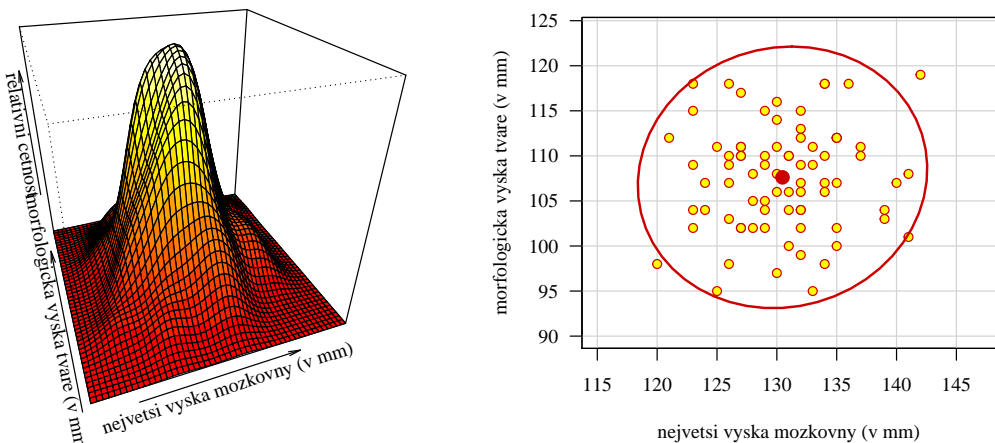 relativni cetnost
morfologicka vyska tvare (v mm)
nejvetsi vyska mozkovny (v mm)
morfologicka vyska tvare (v mm)
125
120
115
110
105
100
95
90
115 120 125 130 135 140 145
nejvetsi vyska mozkovny (v mm)